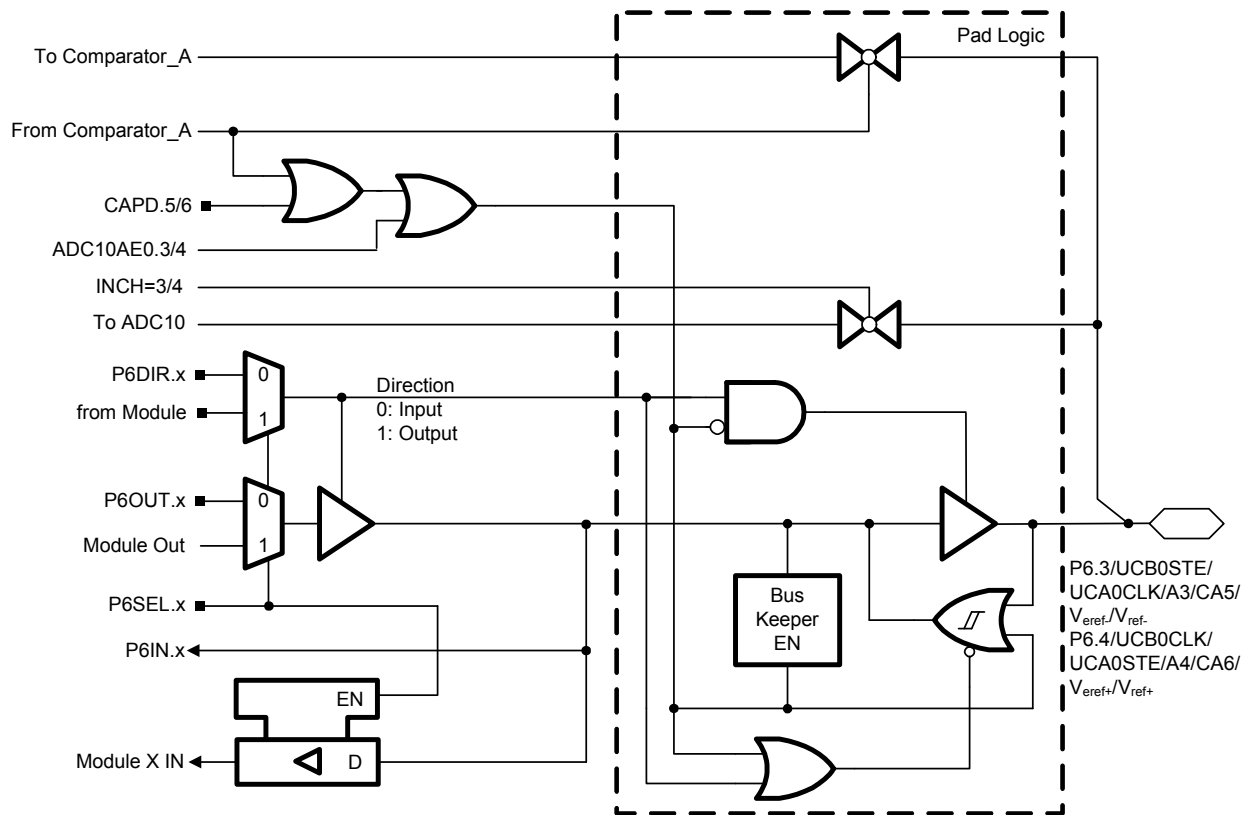 Pad Logic
To Comparator_A
From Comparator_A
CAPD.5/6
ADC10AE0.3/4
INCH=3/4
To ADC10
P6DIR.x
0
from Module
1
Direction
0: Input
1: Output
P6OUT.x
0
Module Out
1
P6SEL.x
P6IN.x
EN
Module X IN
D
Bus
Keeper
EN
P6.3/UCB0STE/
UCA0CLK/A3/CA5/
Veref-/Vref-
P6.4/UCB0CLK/
UCA0STE/A4/CA6/
Veref+/Vref+